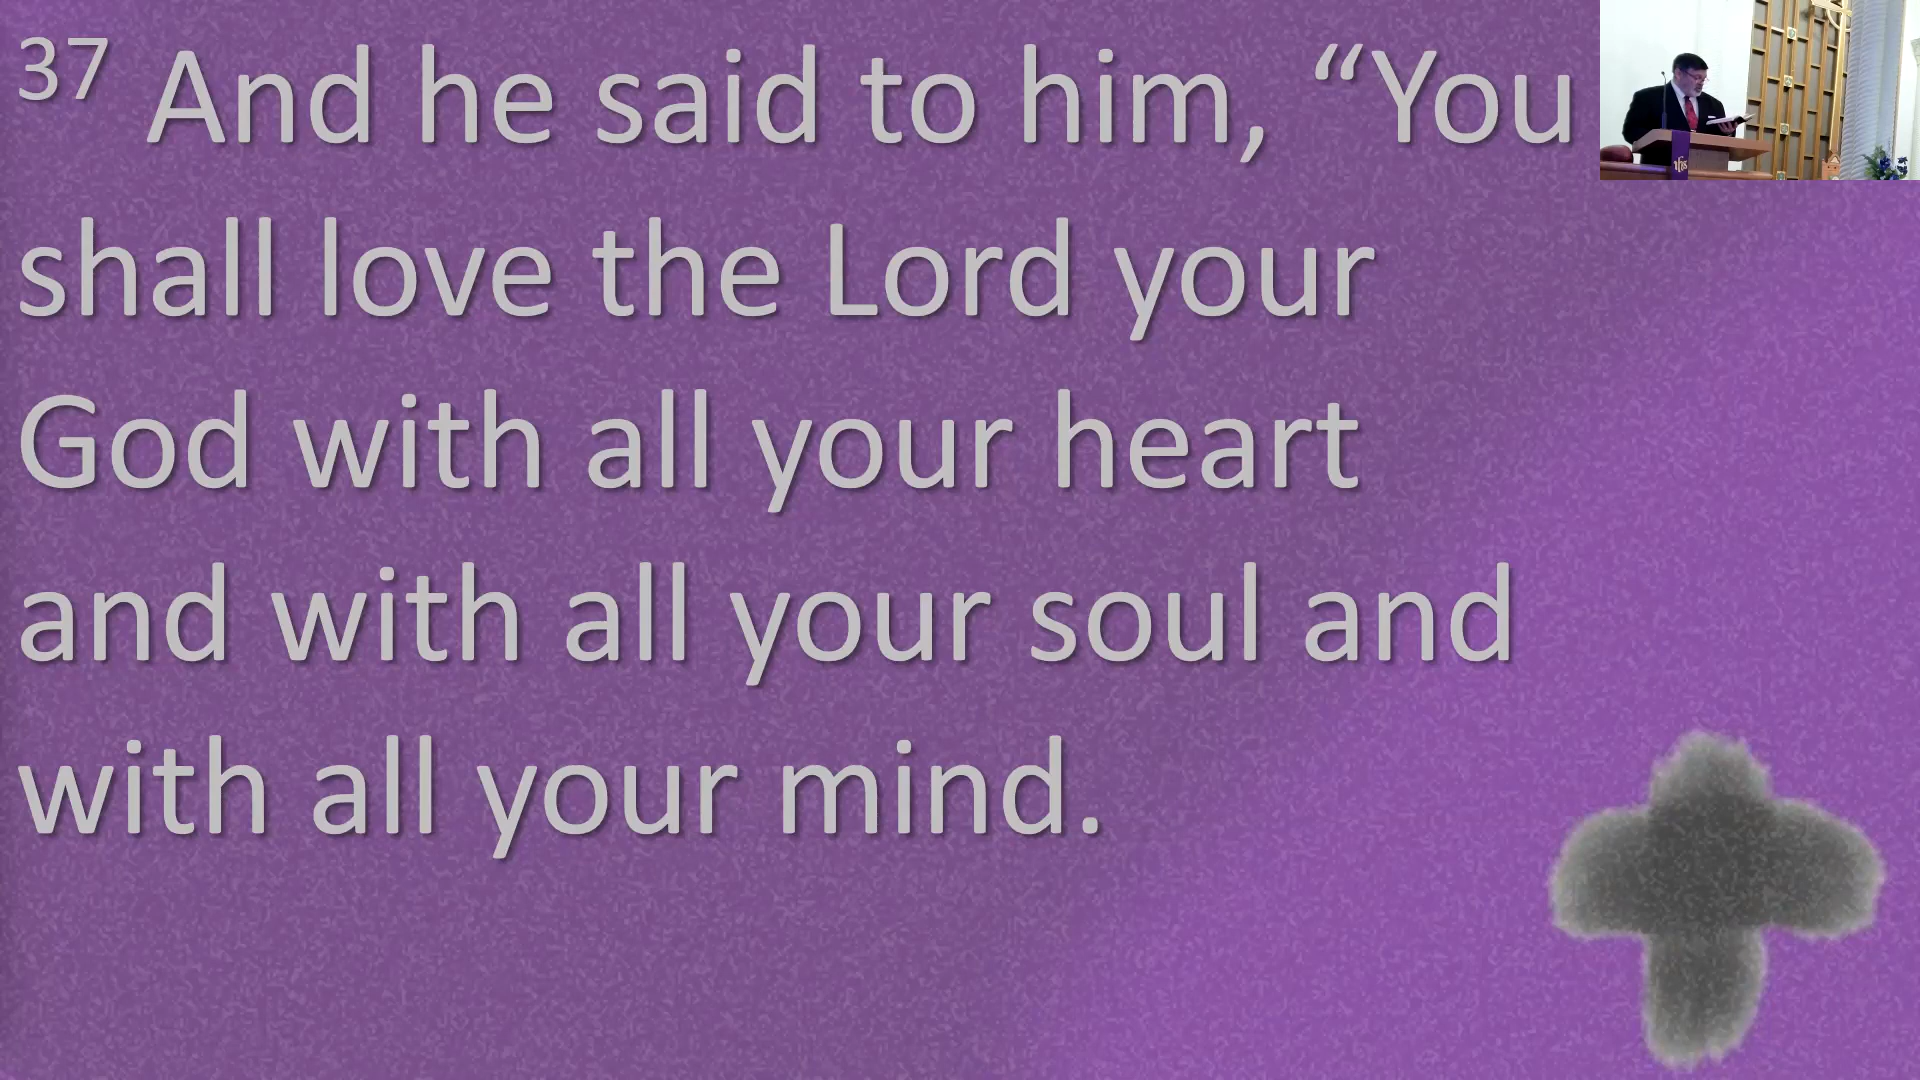 37 And he said to him, “You
shall love the Lord your
God with all your heart
and with all your soul and
with all your mind.
ihs